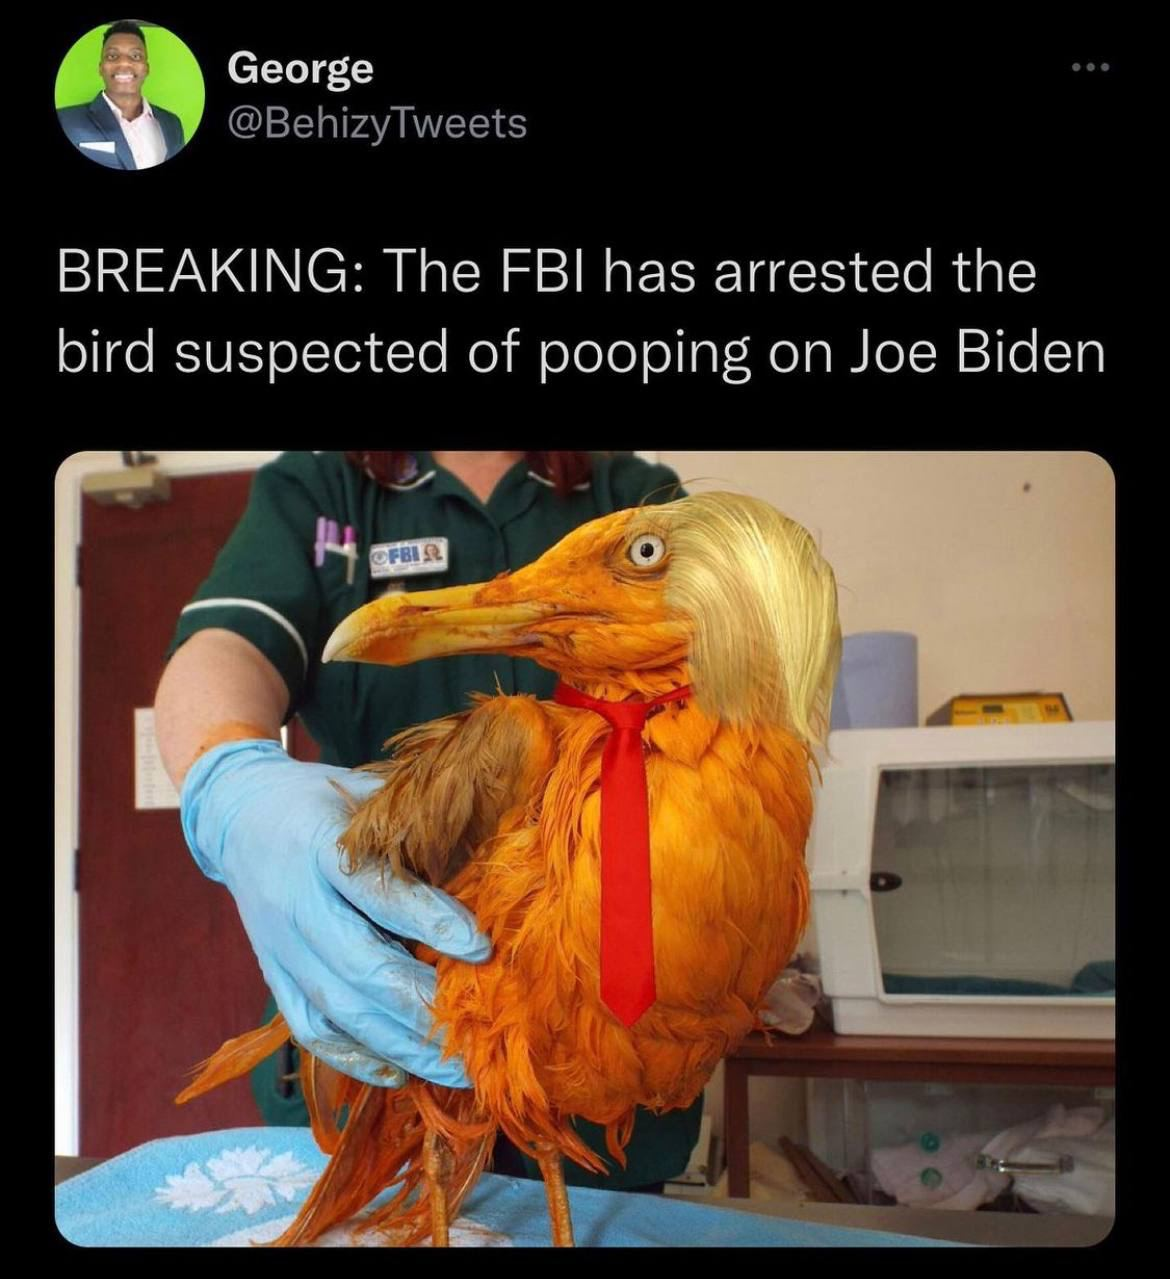 George
@BehizyTweets
BREAKING: The FBI has arrested the
bird suspected of pooping on Joe Biden
FBI